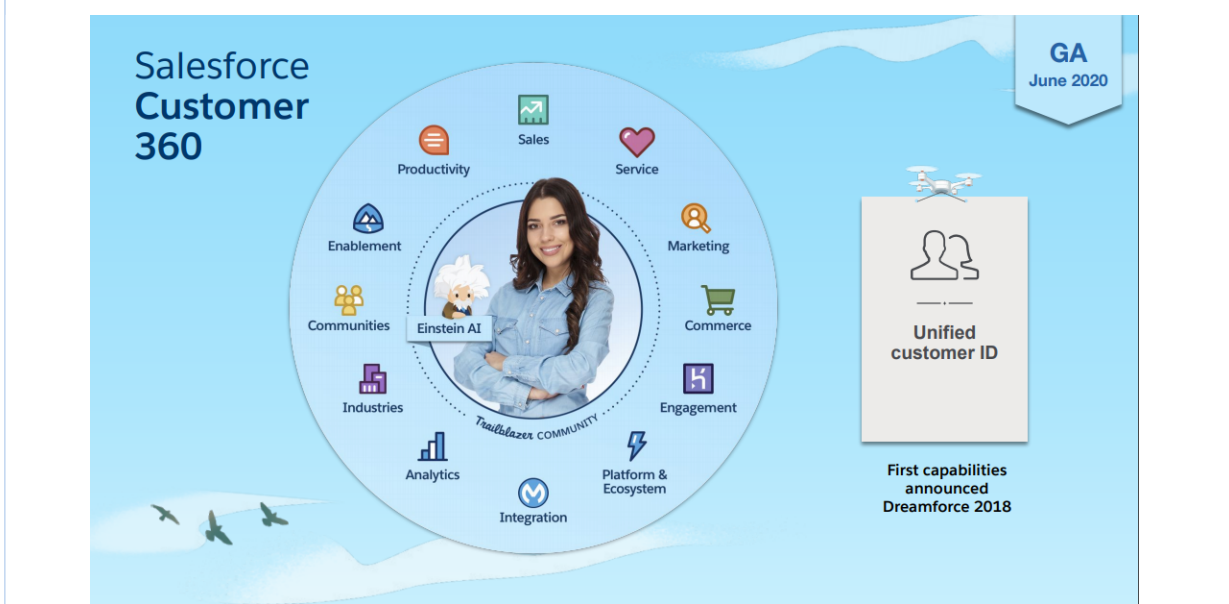 Salesforce
Customer
360
GA
June 2020
Sales
Service
Productivity
Marketing
Enablement
Commerce
Communities
Einstein AI
Engagement
Industries
Trailblazer COMMUNITY
Analytics
Platform &
Ecosystem
Integration
Unified
customer ID
First capabilities
announced
Dreamforce 2018